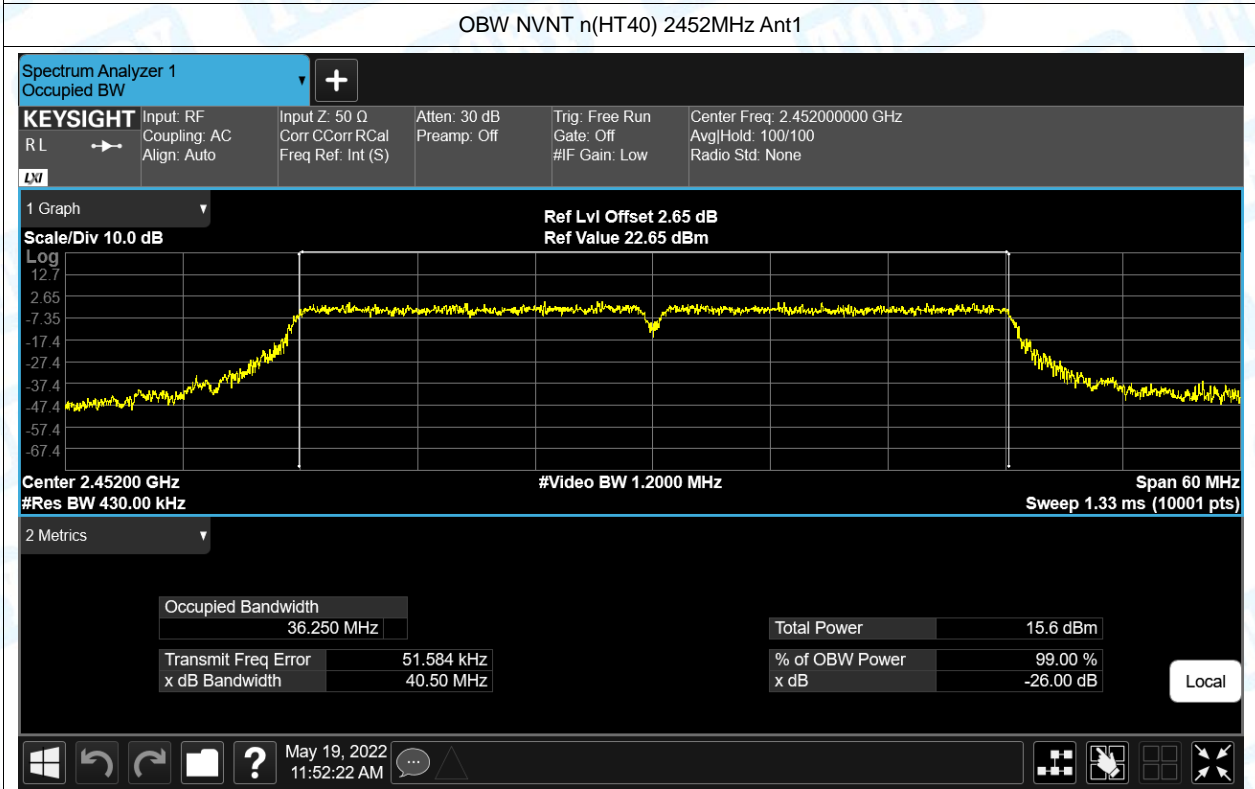 OBW NVNT n(HT40) 2452MHz Ant1
Spectrum Analyzer 1
Occupied BW
KEYSIGHT
R L
LXI
Input: RF
Coupling: AC
Align: Auto
Input Z: 50 Ω
Corr CCorr RCal
Freq Ref: Int (S)
Atten: 30 dB
Preamp: Off
Trig: Free Run
Gate: Off
#IF Gain: Low
Center Freq: 2.452000000 GHz
Avg|Hold: 100/100
Radio Std: None
1 Graph
Scale/Div 10.0 dB
Ref Lvl Offset 2.65 dB
Ref Value 22.65 dBm
Log
12.7
2.65
-7.35
-17.4
-27.4
-37.4
-47.4
-57.4
-67.4
Center 2.45200 GHz
#Video BW 1.2000 MHz
Span 60 MHz
#Res BW 430.00 kHz
Sweep 1.33 ms (10001 pts)
2 Metrics
Occupied Bandwidth
36.250 MHz
Total Power 15.6 dBm
Transmit Freq Error 51.584 kHz
% of OBW Power 99.00 %
x dB Bandwidth 40.50 MHz
x dB -26.00 dB
Local
?
May 19, 2022
11:52:22 AM